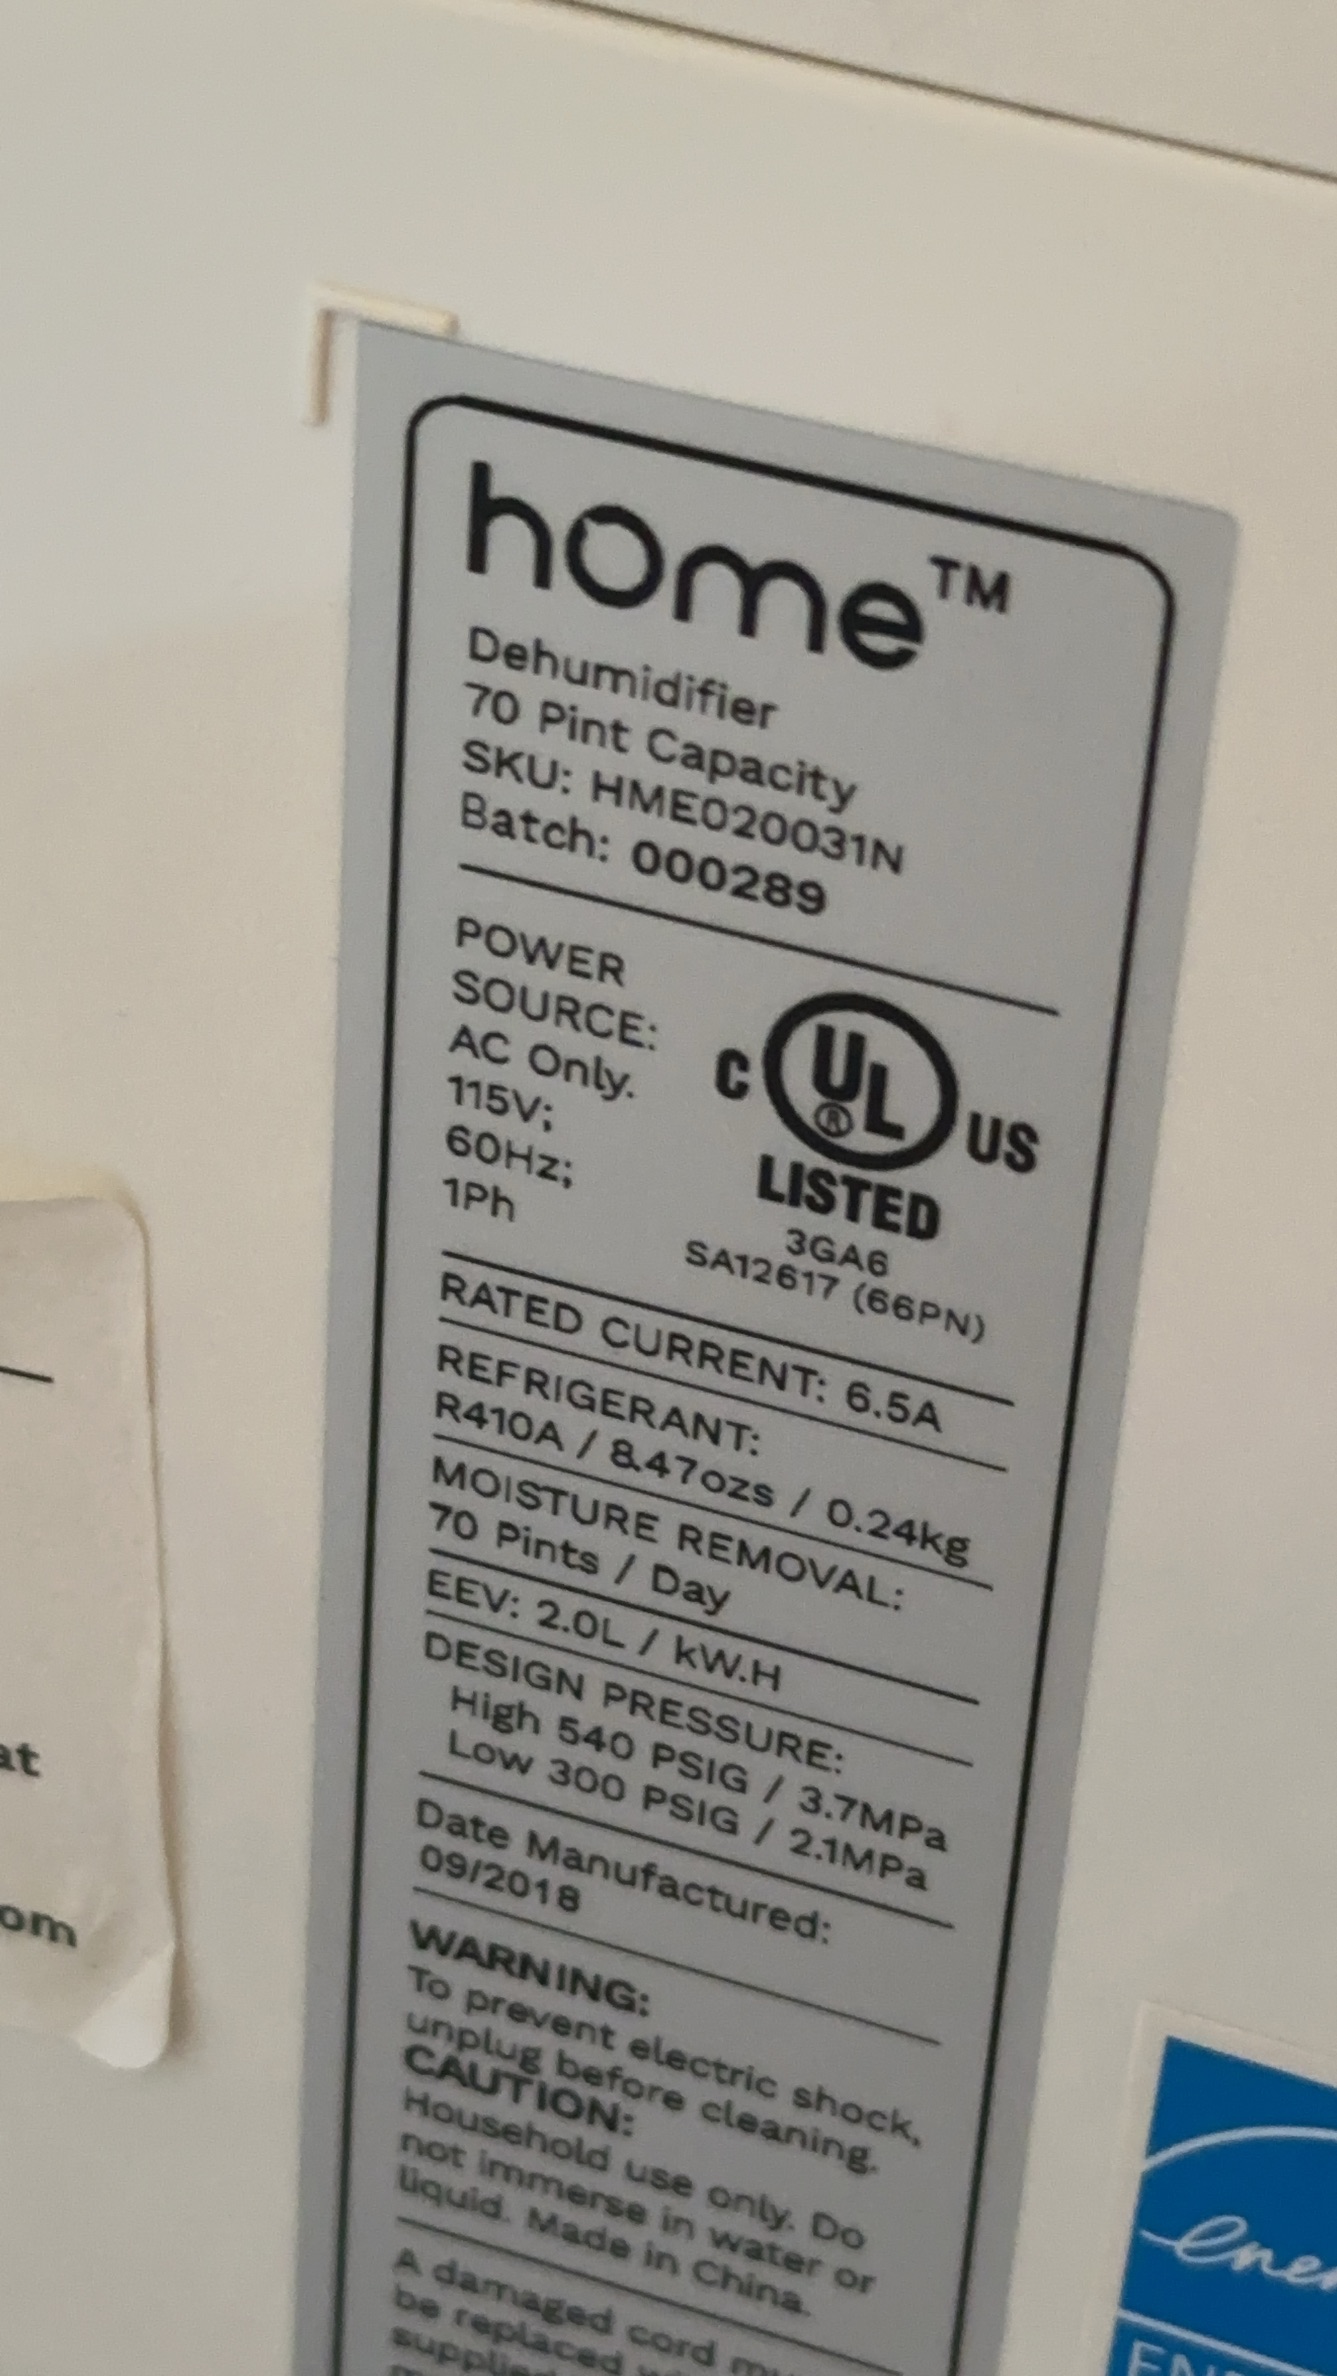 home™
Dehumidifier
70 Pint Capacity
SKU: HME020031N
Batch: 000289
POWER
SOURCE:
AC Only.
115V;
60Hz;
1Ph
C UL® US
LISTED
3GA6
SA12617 (66PN)
RATED CURRENT: 6.5A
REFRIGERANT:
R410A / 8.47ozs / 0.24kg
MOISTURE REMOVAL:
70 Pints / Day
EEV: 2.0L / kW.H
DESIGN PRESSURE:
High 540 PSIG / 3.7MPa
Low 300 PSIG / 2.1MPa
Date Manufactured:
09/2018
WARNING:
To prevent electric shock,
unplug before cleaning.
CAUTION:
Household use only. Do
not immerse in water or
liquid. Made in China.
A damaged cord
be replaced